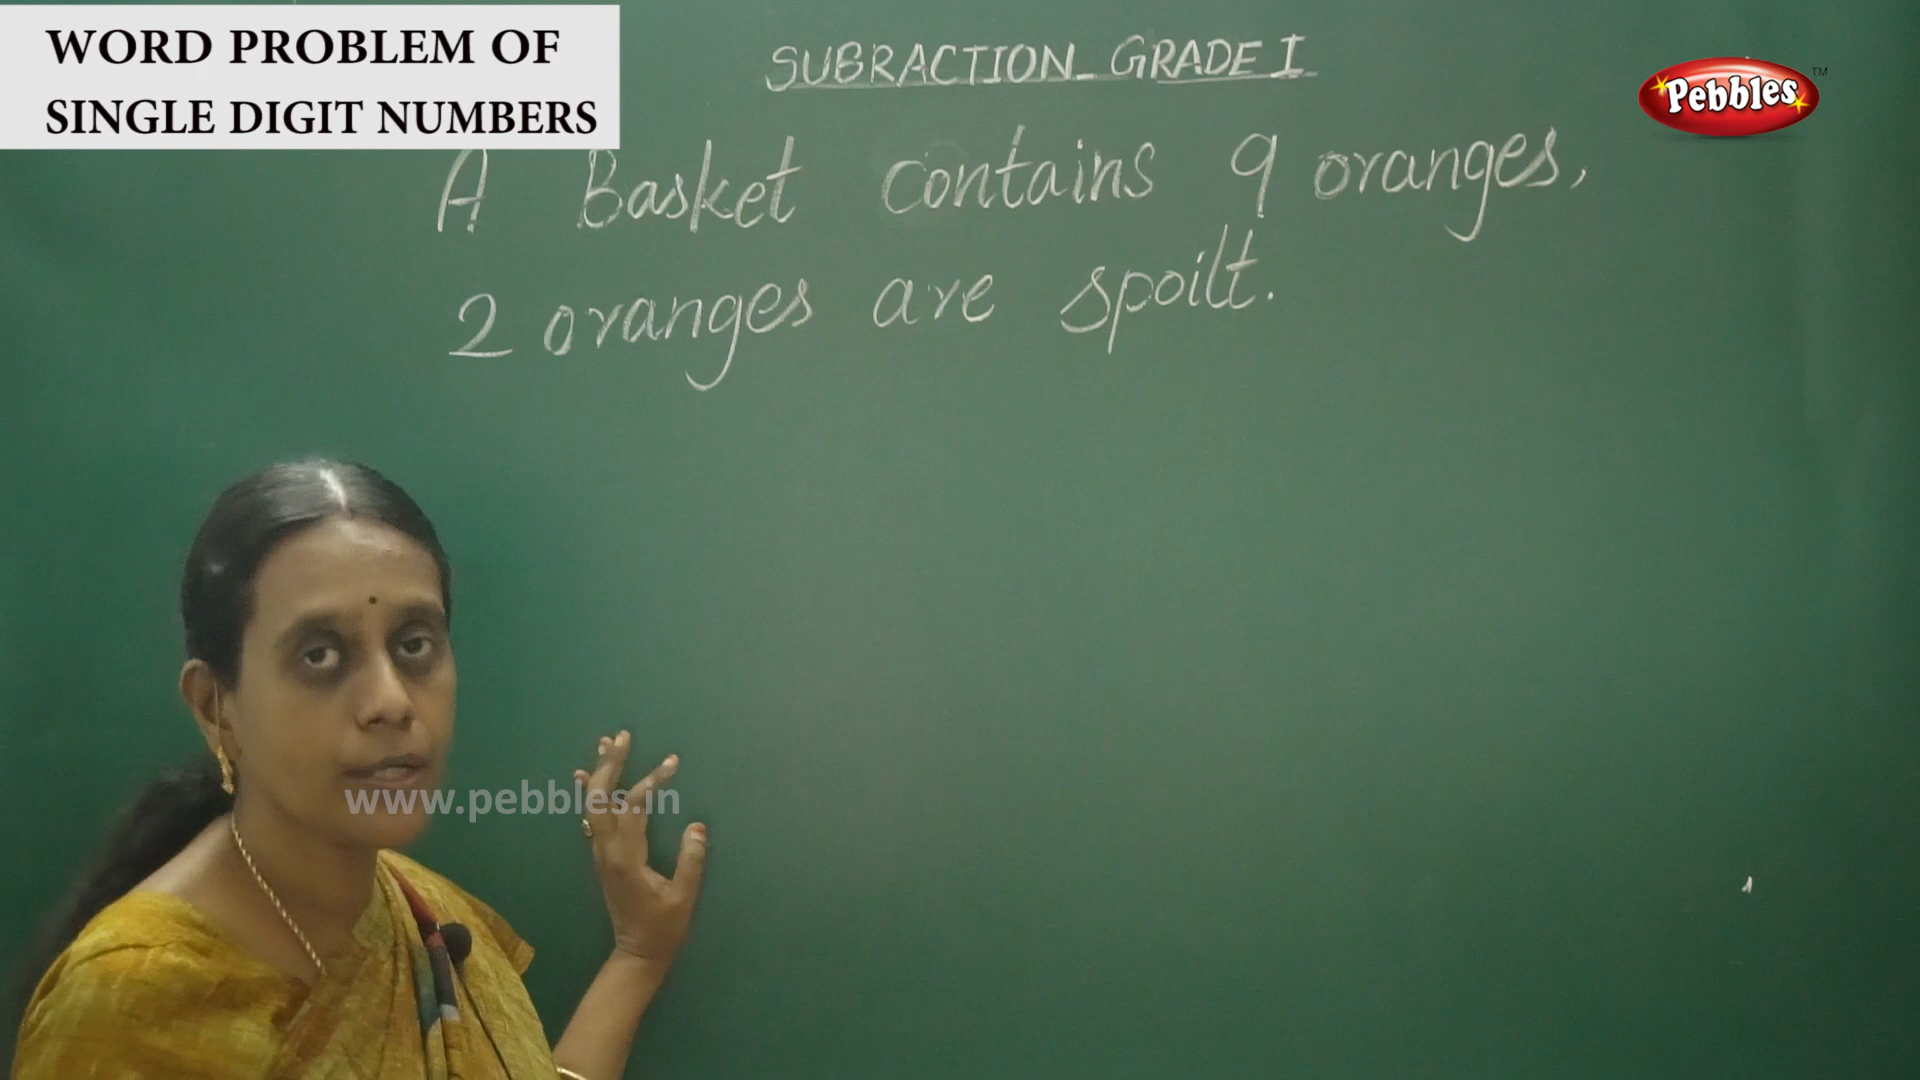 WORD PROBLEM OF
SINGLE DIGIT NUMBERS
SUBRACTION GRADE I
Pebbles TM
A Basket contains 9 oranges,
2 oranges are spoilt.
www.pebbles.in